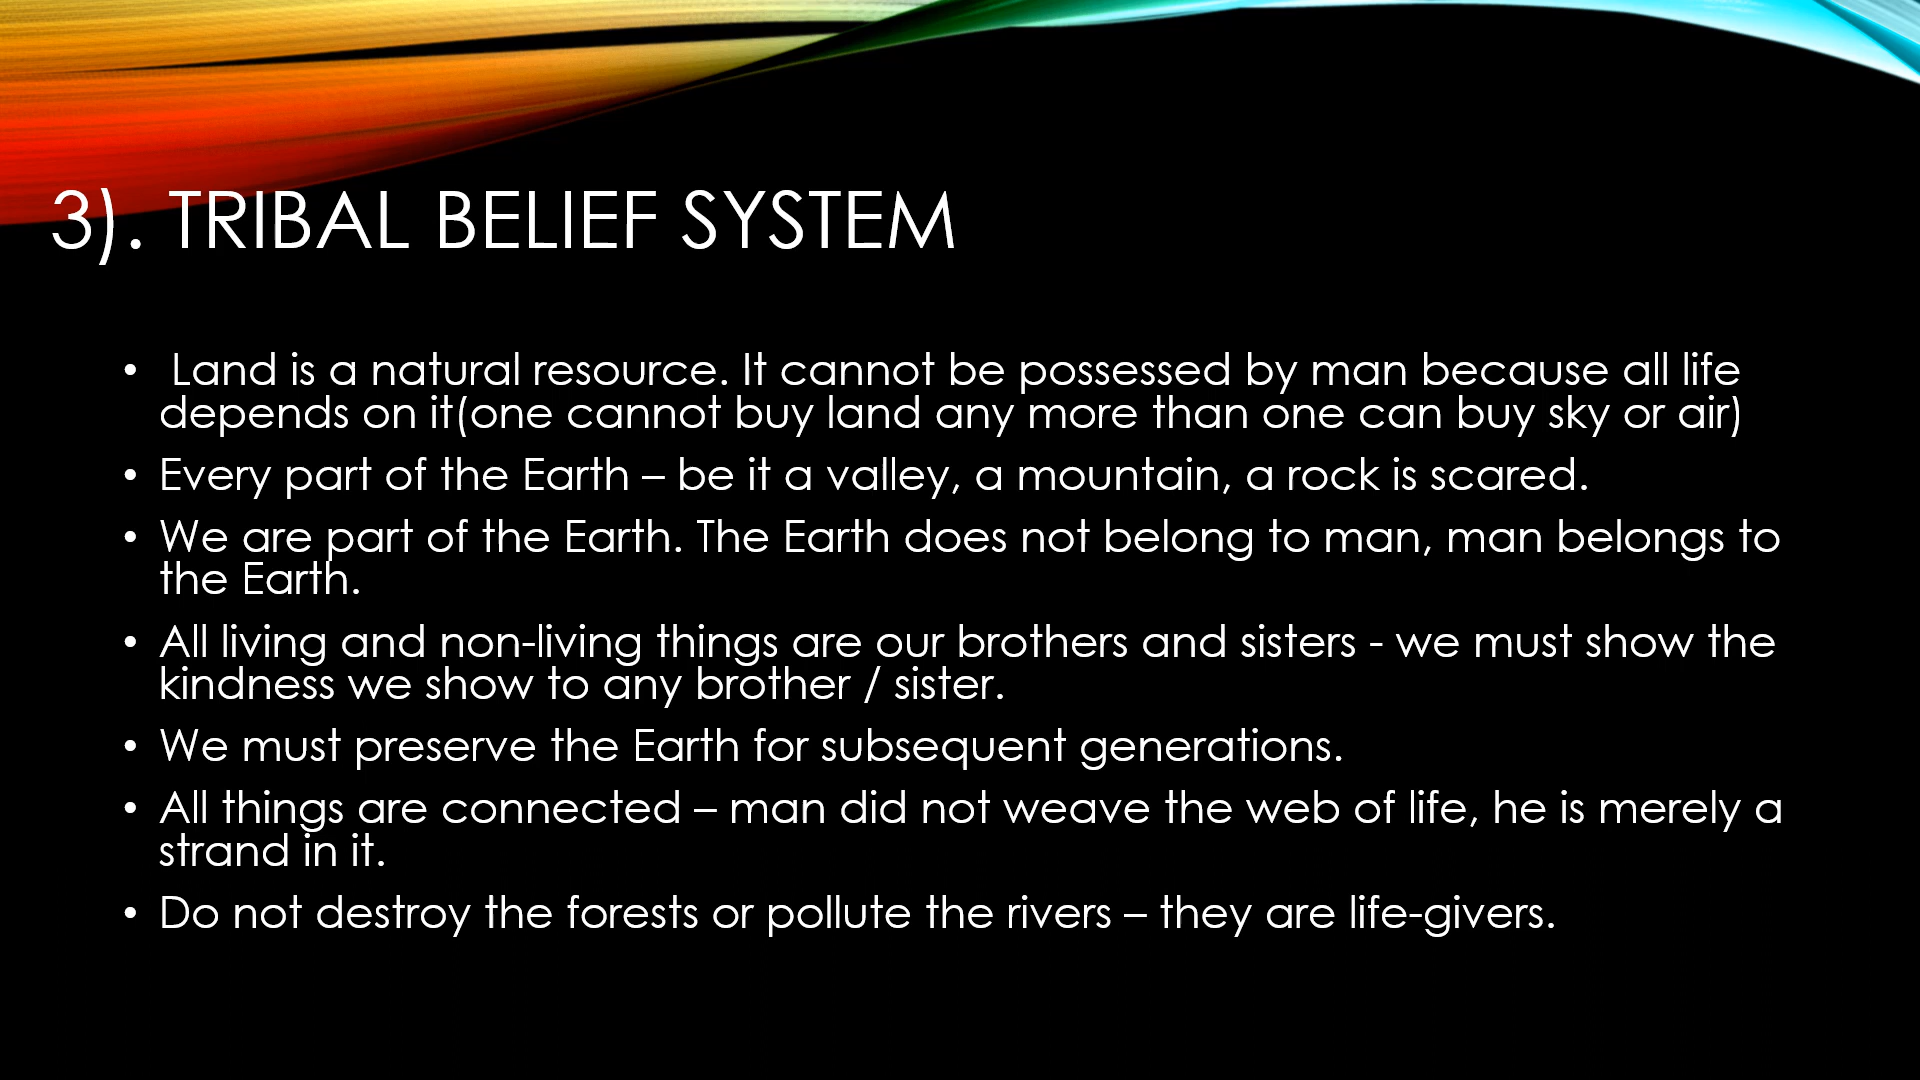 3). TRIBAL BELIEF SYSTEM
• Land is a natural resource. It cannot be possessed by man because all life
depends on it(one cannot buy land any more than one can buy sky or air)
• Every part of the Earth – be it a valley, a mountain, a rock is scared.
• We are part of the Earth. The Earth does not belong to man, man belongs to
the Earth.
• All living and non-living things are our brothers and sisters - we must show the
kindness we show to any brother / sister.
• We must preserve the Earth for subsequent generations.
• All things are connected – man did not weave the web of life, he is merely a
strand in it.
• Do not destroy the forests or pollute the rivers – they are life-givers.